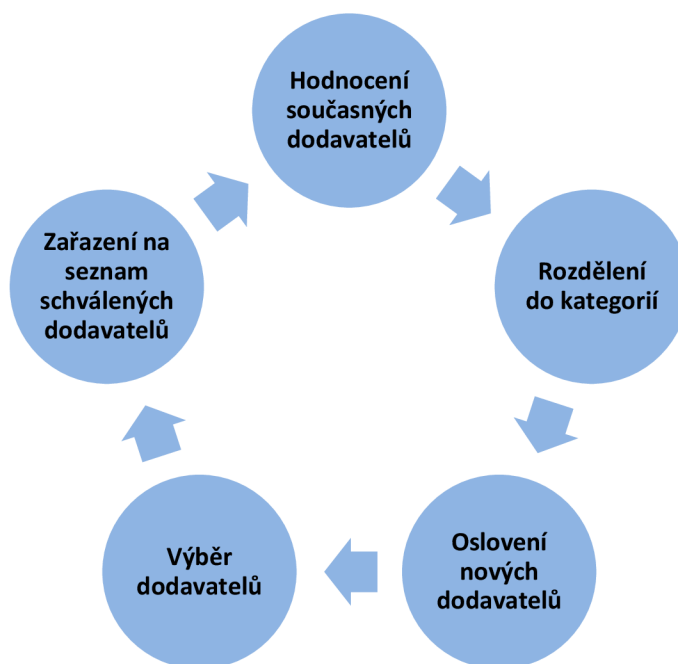 Hodnocení
současných
dodavatelů
Rozdělení
do kategorií
Oslovení
nových
dodavatelů
Výběr
dodavatelů
Zařazení na
seznam
schválených
dodavatelů